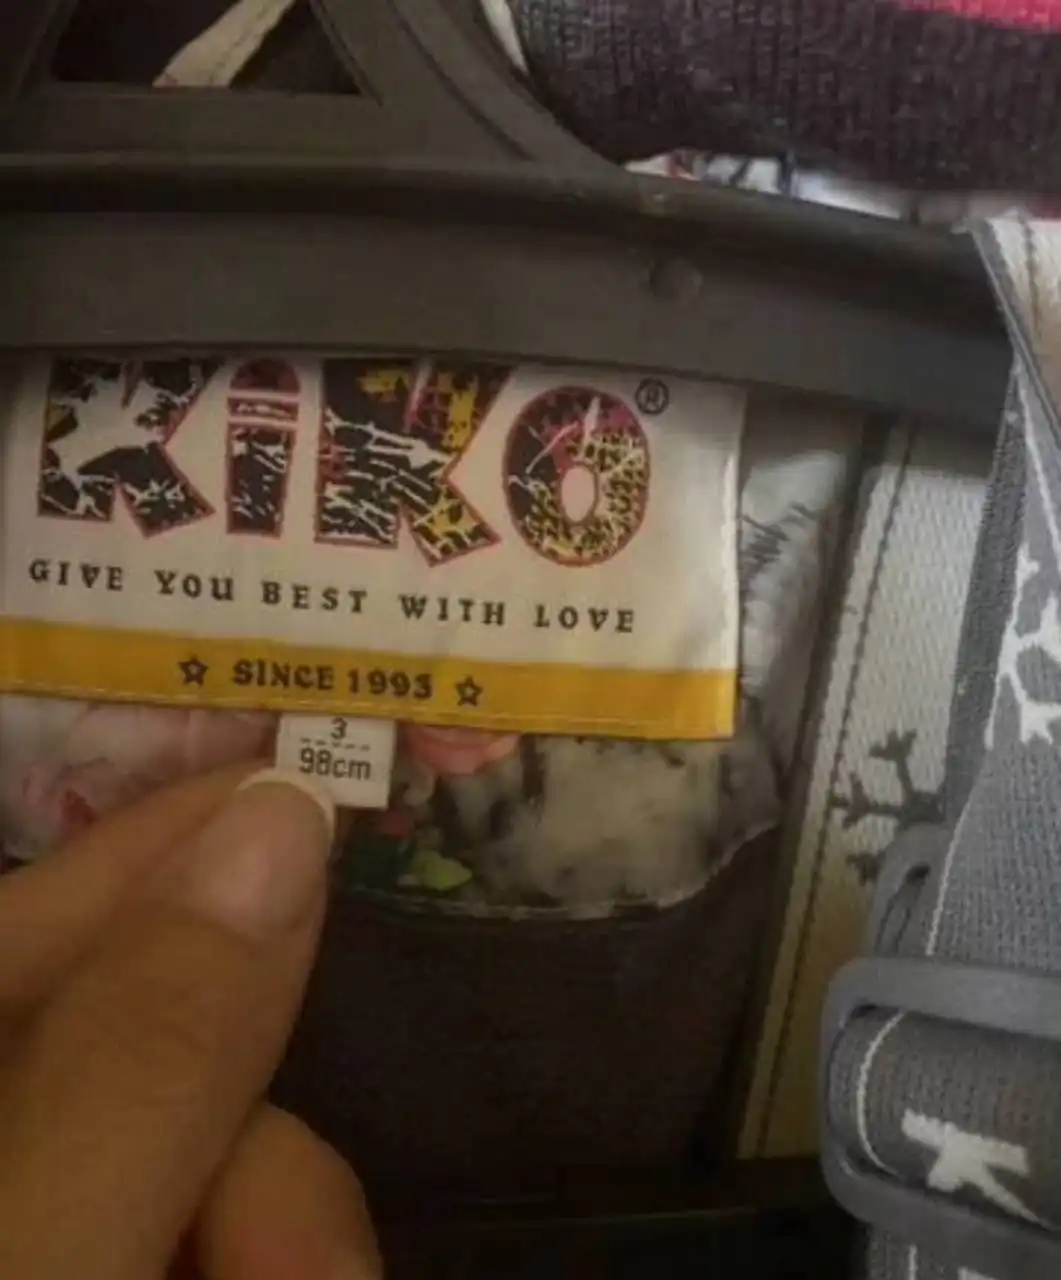 KiKo®
GIVE YOU BEST WITH LOVE
☆ SINCE 1993 ☆
3
98cm
K